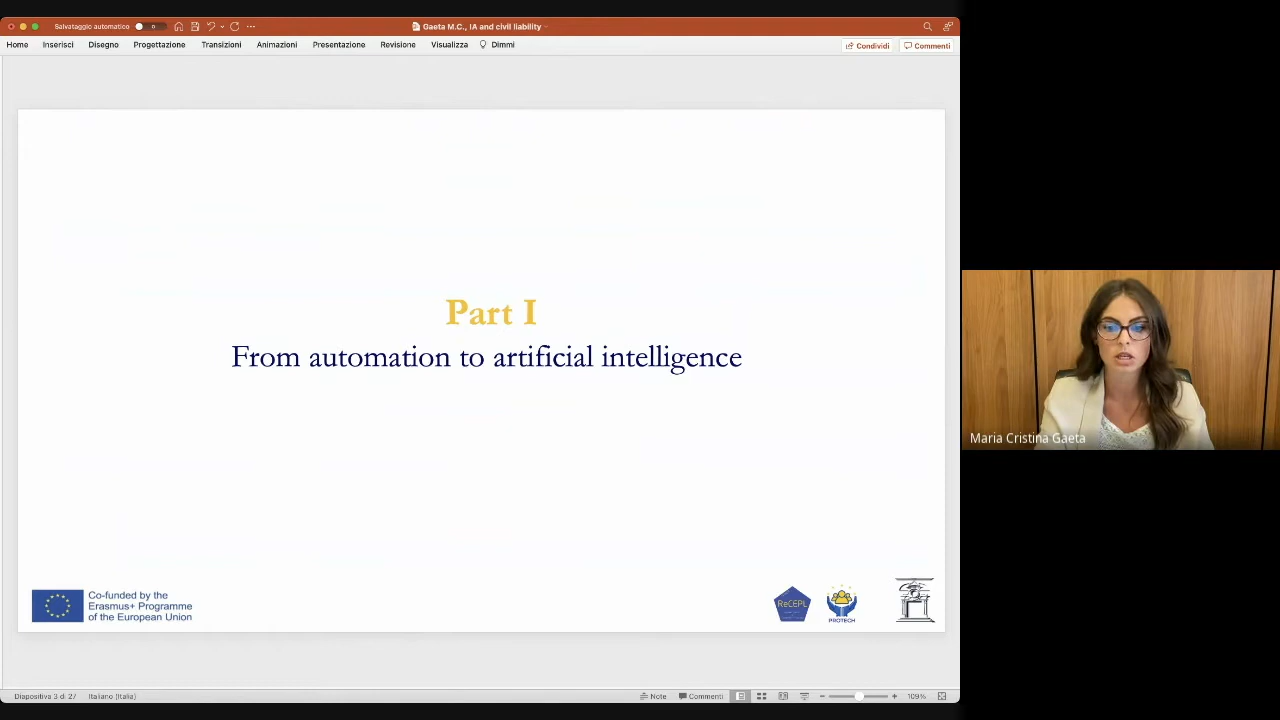 Salvataggio automatico
Gaeta M.C., IA and civil liability
Home Inserisci Disegno Progettazione Transizioni Animazioni Presentazione Revisione Visualizza Dimmi
Condividi Commenti
Part I
From automation to artificial intelligence
Maria Cristina Gaeta
Co-funded by the
Erasmus+ Programme
of the European Union
ReCEPL
PROTECH
Diapositiva 3 di 27 Italiano (Italia) Note Commenti 109%